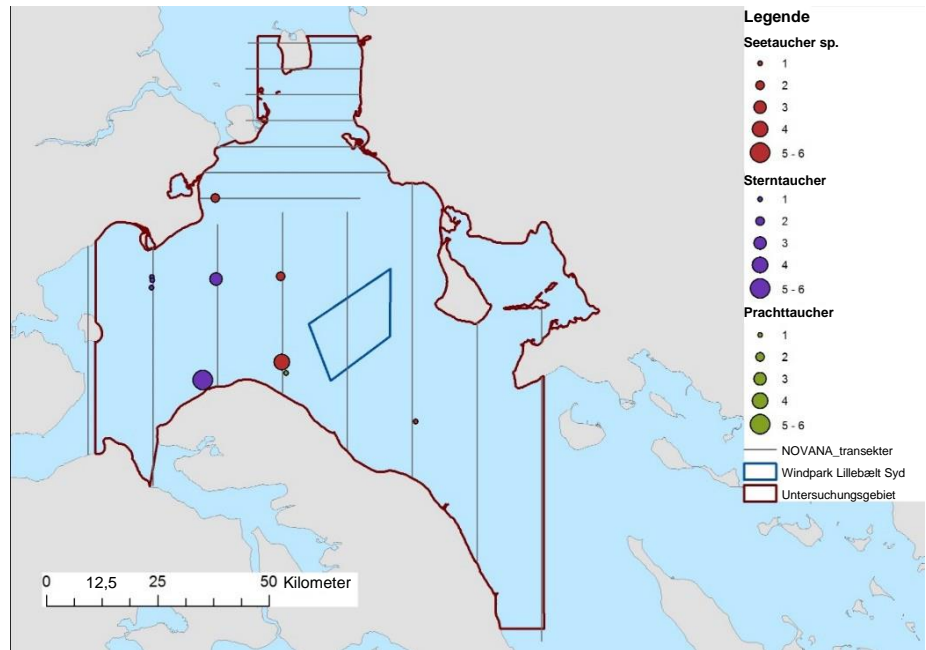 Legende
Seetaucher sp.
1
2
3
4
5 - 6
Sterntaucher
1
2
3
4
5 - 6
Prachttaucher
1
2
3
4
5 - 6
NOVANA_transekter
Windpark Lillebælt Syd
Untersuchungsgebiet
0 12,5 25 50 Kilometer